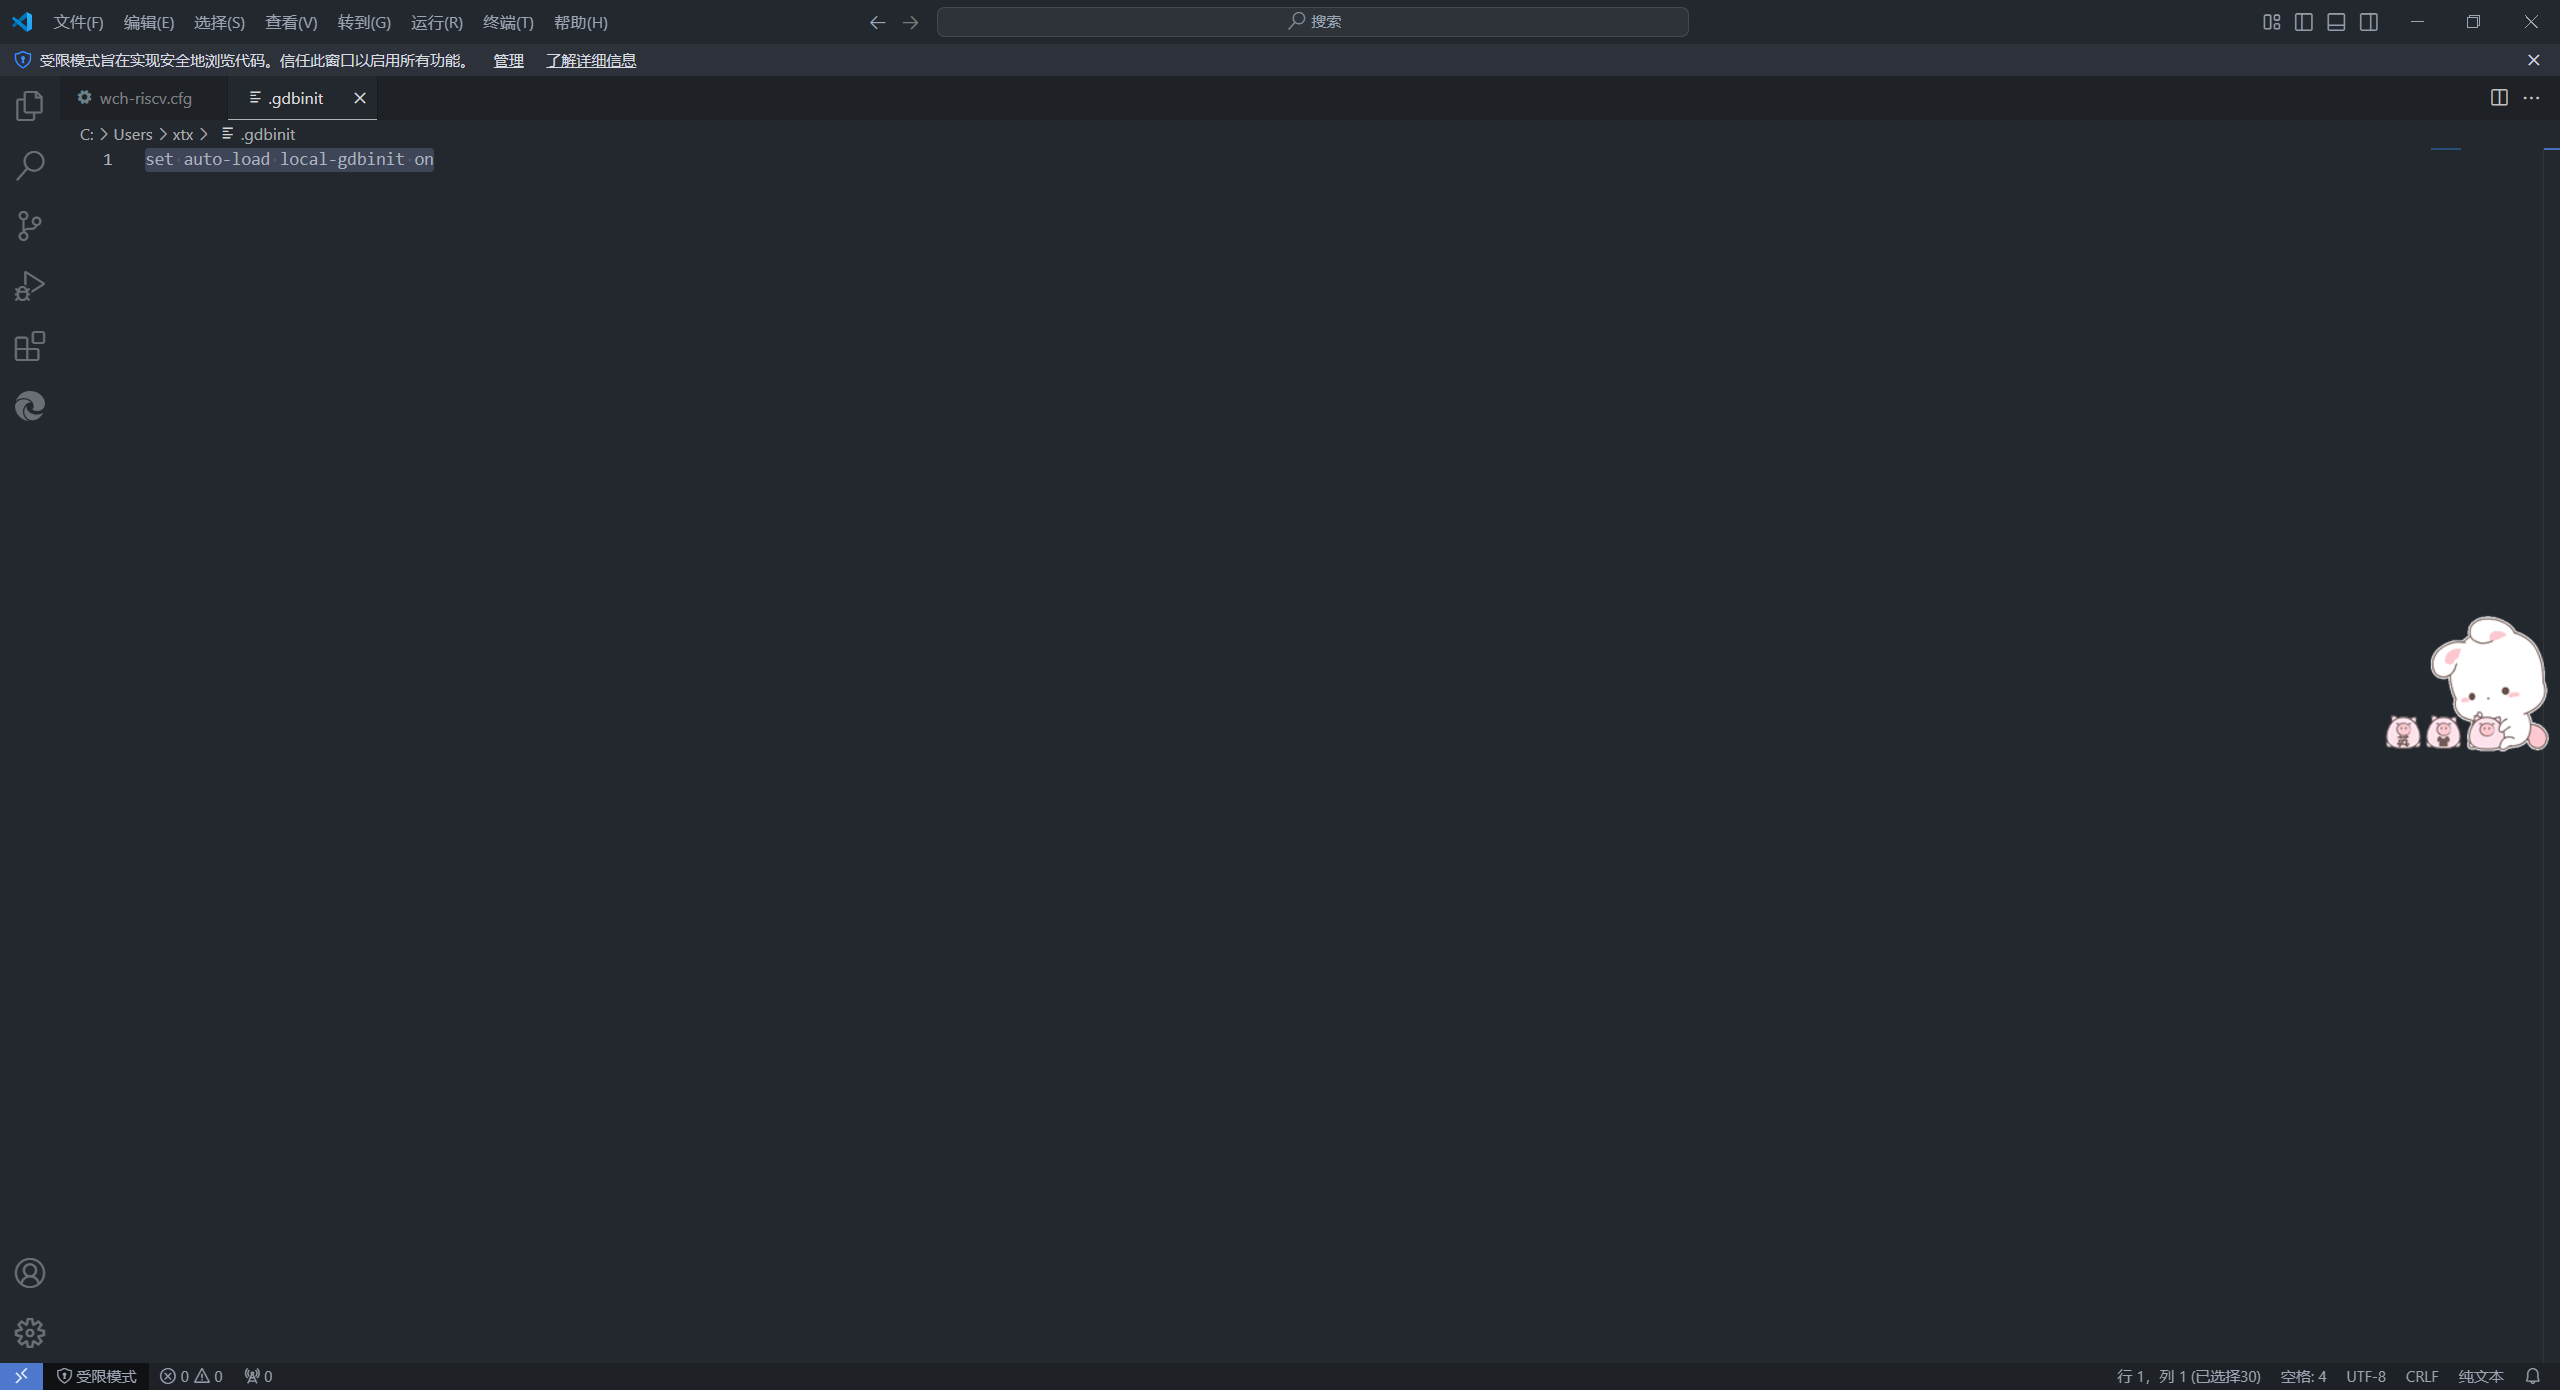 文件(F) 编辑(E) 选择(S) 查看(V) 转到(G) 运行(R) 终端(T) 帮助(H) 搜索
受限模式旨在实现安全地浏览代码。信任此窗口以启用所有功能。 管理 了解详细信息
wch-riscv.cfg .gdbinit
C: > Users > xtx > .gdbinit
1 set auto-load local-gdbinit on
受限模式 0 0 0 行 1，列 1 (已选择30) 空格: 4 UTF-8 CRLF 纯文本